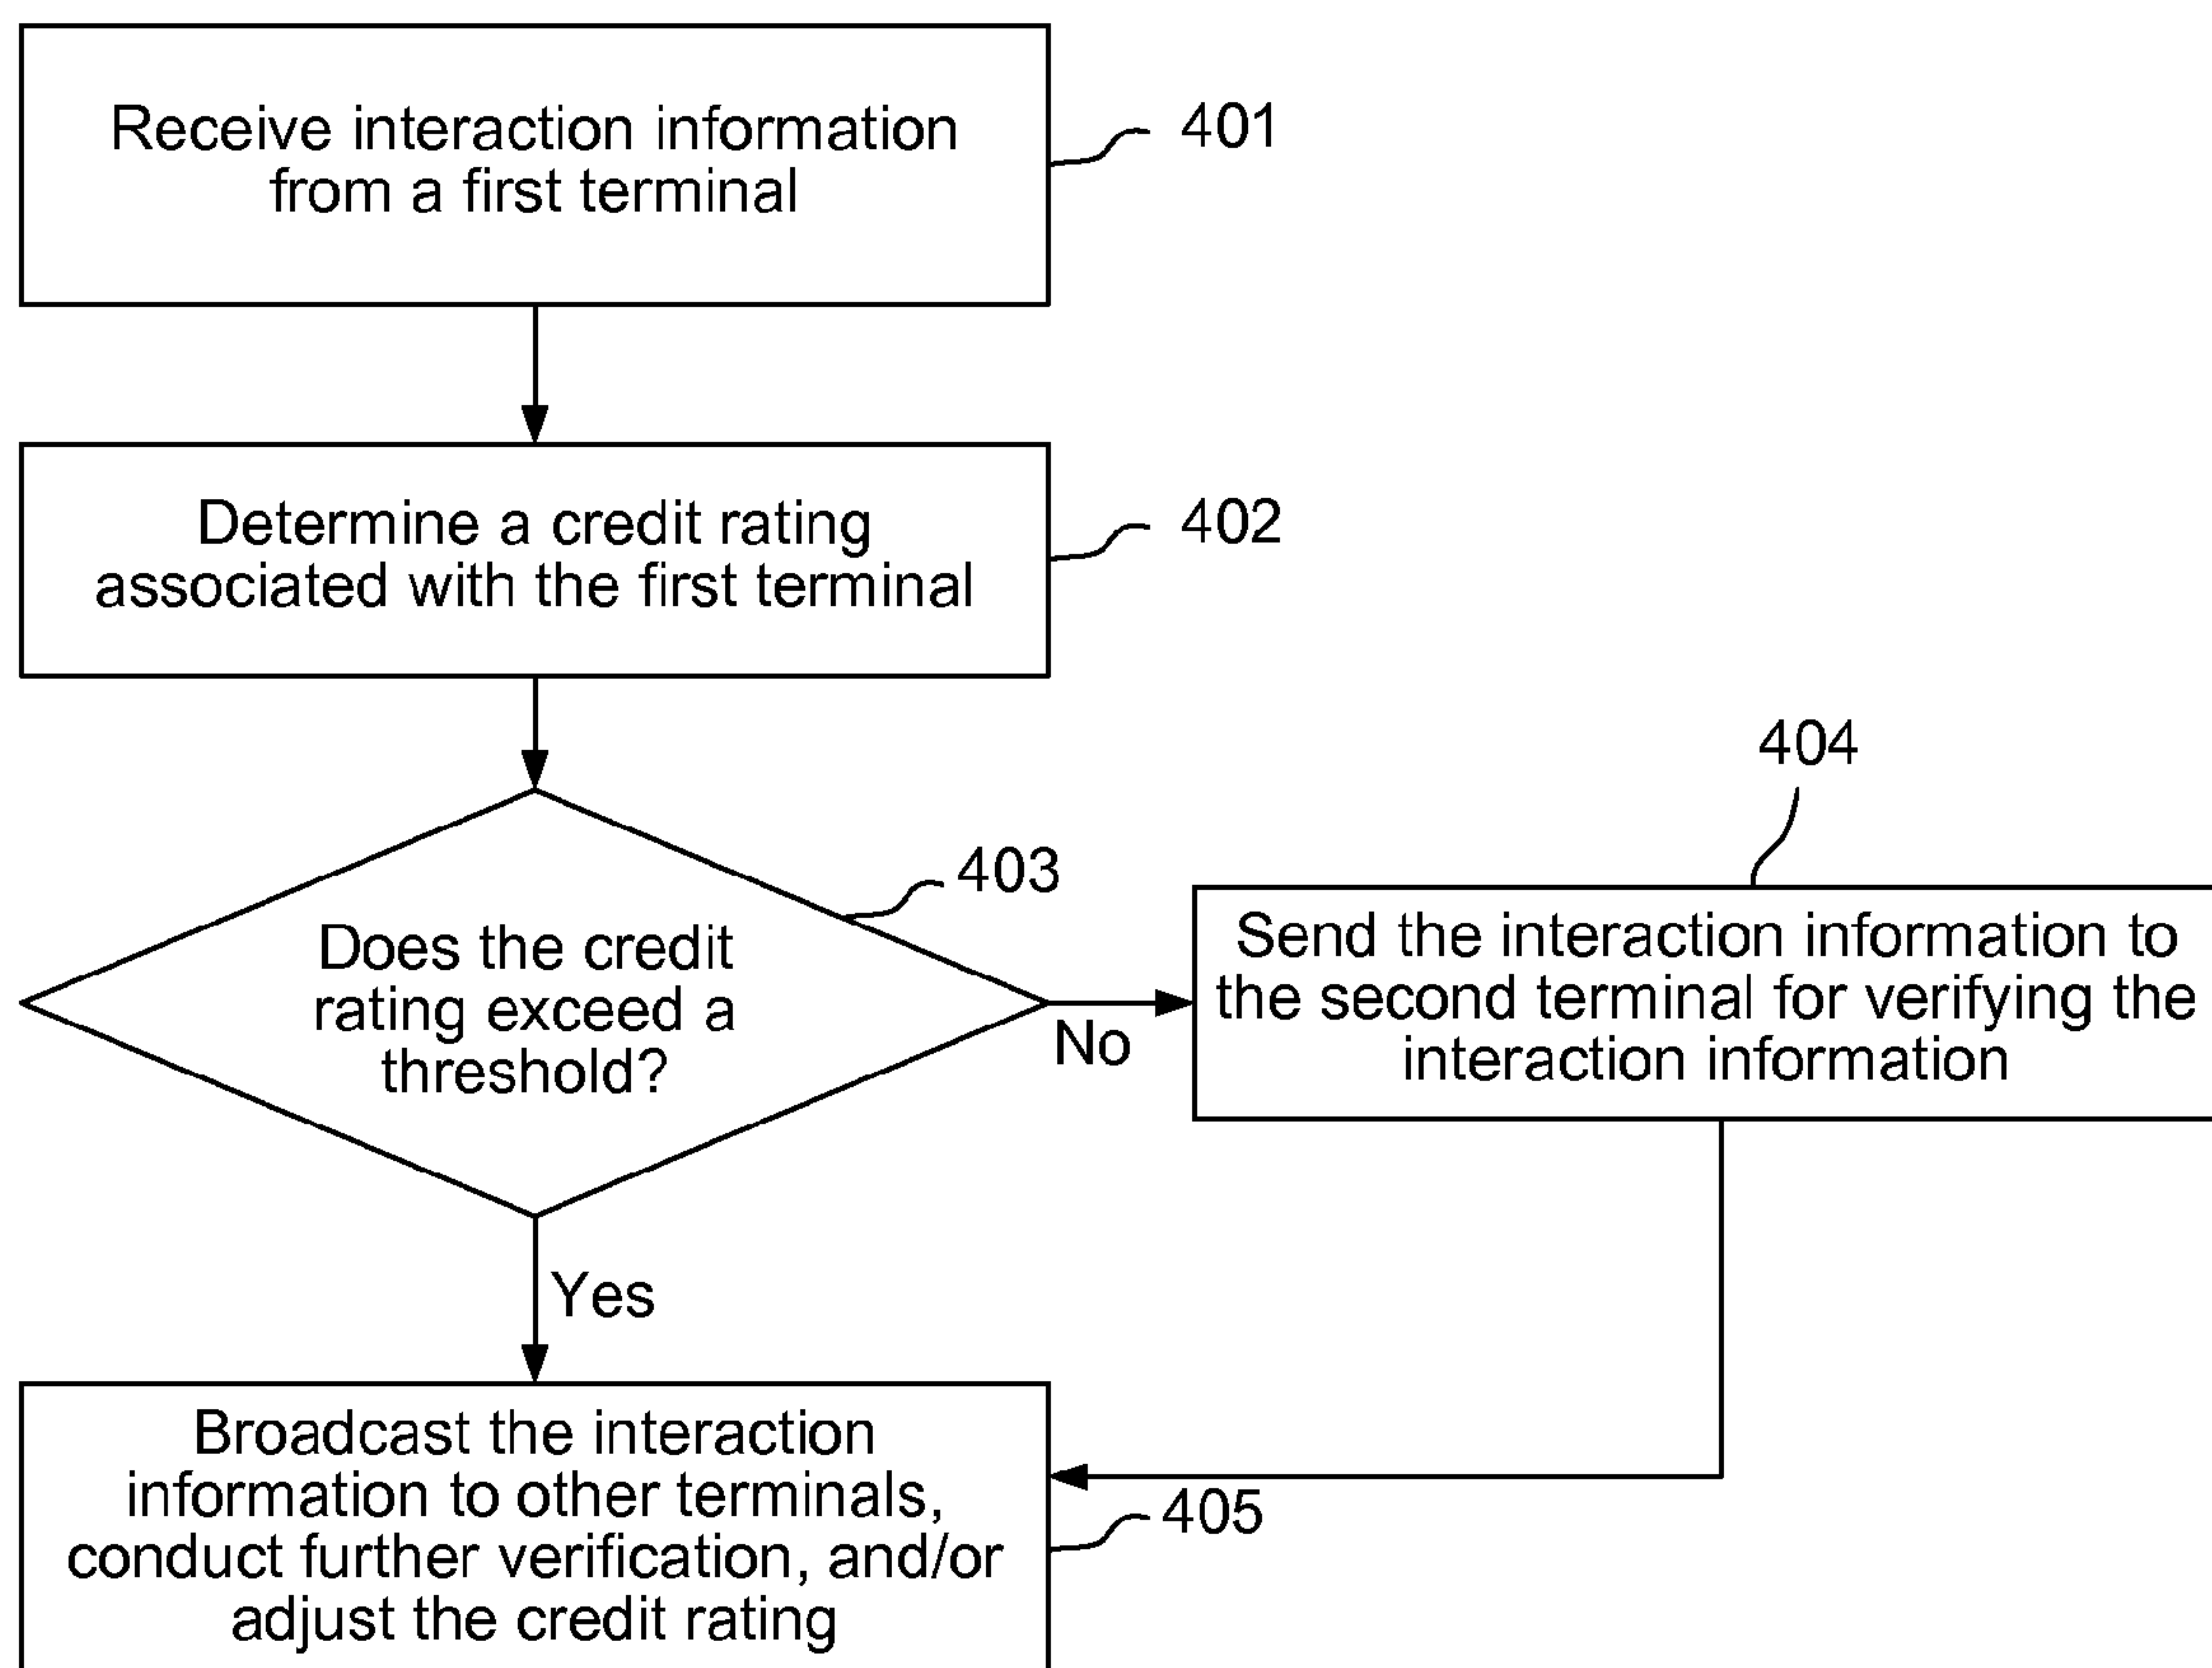 Receive interaction information
from a first terminal
401
Determine a credit rating
associated with the first terminal
402
Does the credit
rating exceed a
threshold?
403
No
404
Send the interaction information to
the second terminal for verifying the
interaction information
Yes
Broadcast the interaction
information to other terminals,
conduct further verification, and/or
adjust the credit rating
405